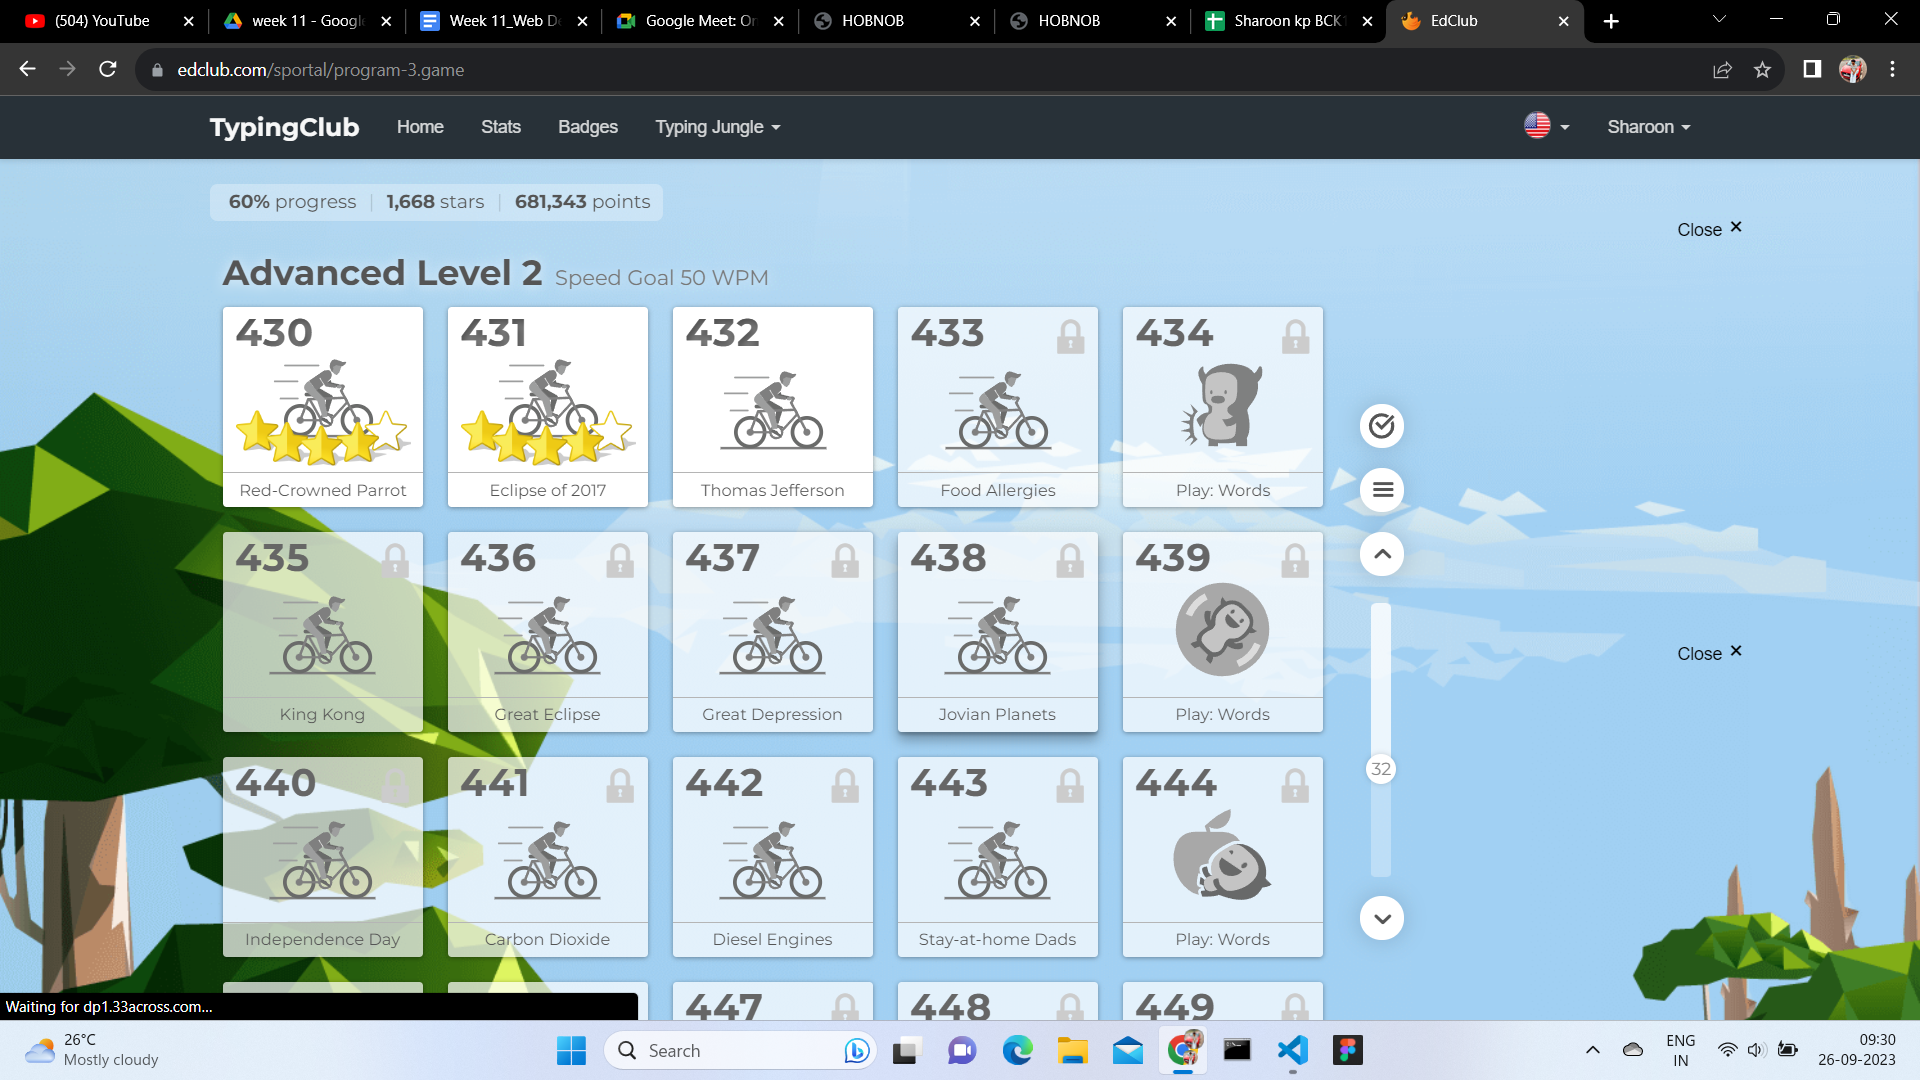 (504) YouTube
week 11 - Googl
Week 11_Web D
Google Meet: On
HOBNOB
HOBNOB
Sharoon kp BCK1
EdClub
edclub.com/sportal/program-3.game
TypingClub
Home
Stats
Badges
Typing Jungle
Sharoon
60% progress
1,668 stars
681,343 points
Close ×
Advanced Level 2 Speed Goal 50 WPM
430
Red-Crowned Parrot
431
Eclipse of 2017
432
Thomas Jefferson
433
Food Allergies
434
Play: Words
435
King Kong
436
Great Eclipse
437
Great Depression
438
Jovian Planets
439
Play: Words
Close ×
32
440
Independence Day
441
Carbon Dioxide
442
Diesel Engines
443
Stay-at-home Dads
444
Play: Words
447
448
449
Waiting for dp1.33across.com...
26°C
Mostly cloudy
Search
ENG
IN
09:30
26-09-2023